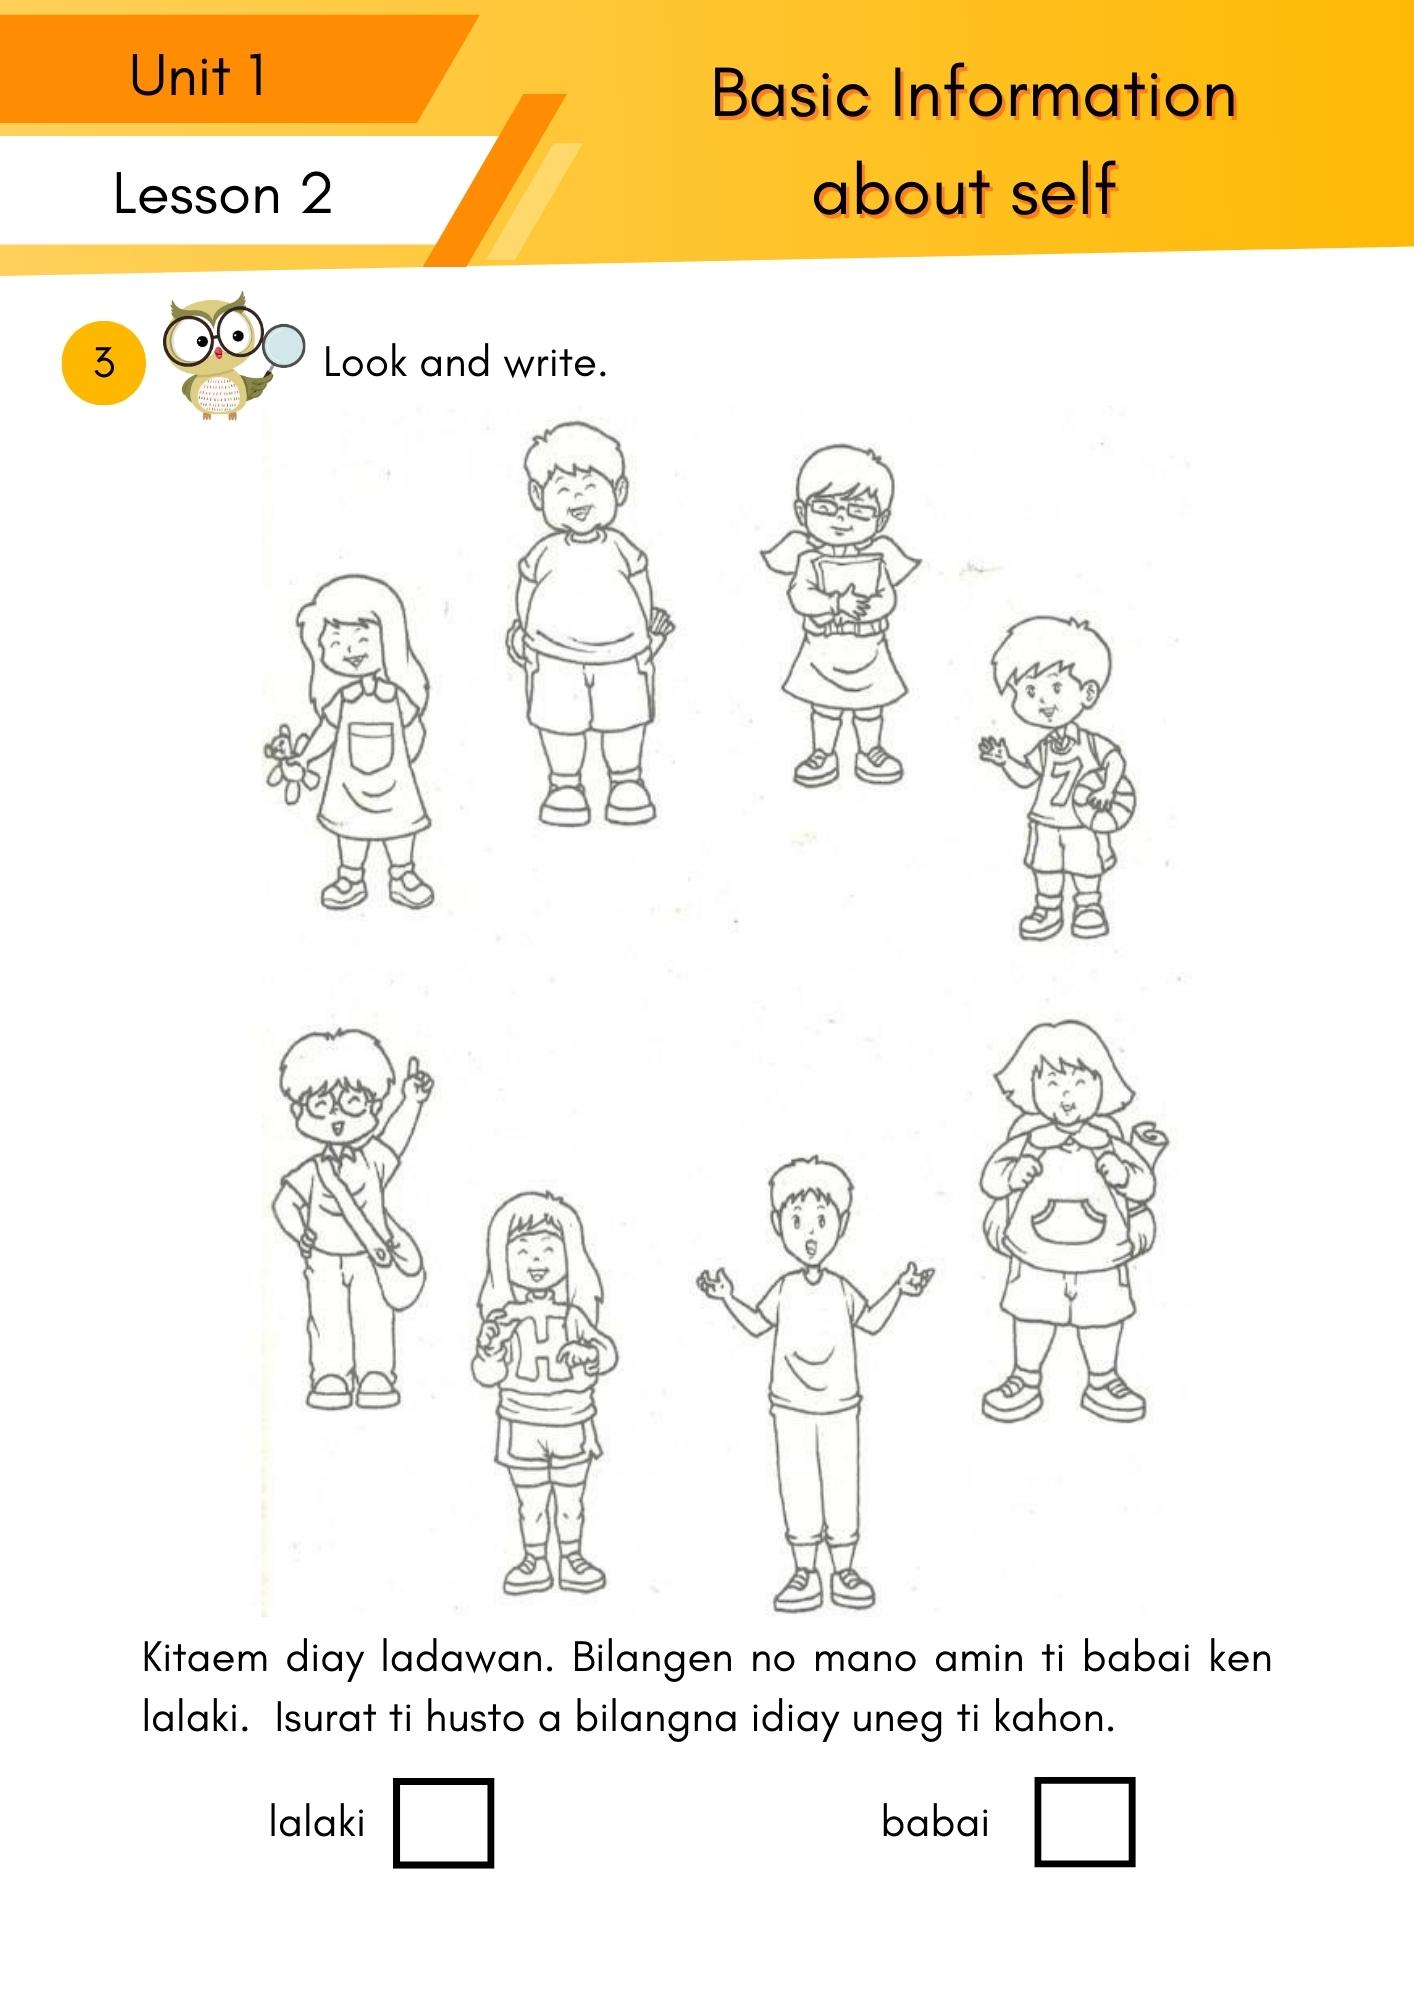 Unit 1
Lesson 2
Basic Information
about self
3
Look and write.
7
H
Kitaem diay ladawan. Bilangen no mano amin ti babai ken
lalaki. Isurat ti husto a bilangna idiay uneg ti kahon.
lalaki
babai